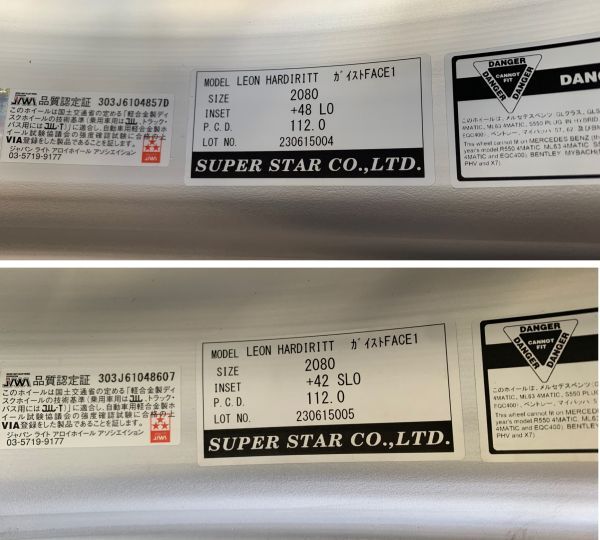 JAWA 品質認定証 303J6104857D
このホイールは国土交通省の定める「軽合金製ディ
スクホイールの技術基準(乗用車用はJWL、トラック・
バス用にはJWL-T)」に適合し、自動車用軽合金製ホ
イール試験協議会の強度確認試験に合格の上
VIA登録をした製品であることを証します。
ジャパン ライト アロイホイール アソシエイション
03-5719-9177
JAWA
MODEL LEON HARDIRITT ガイストFACE1
SIZE 2080
INSET +48 LO
P.C.D. 112.0
LOT NO. 230615004
SUPER STAR CO.,LTD.
DANGER
DANGER
DANGER
CANNOT
FIT
DAN
このホイールは、メルセデスベンツ GLクラス、GLS
4MATIC、ML63 4MATIC、S550 PLUG IN HYBRID
EQC400)、ベントレー、マイバッハ 57, 62
This wheel cannot fit on MERCEDES BENZ
year's model R550 4MATIC ML63 4MATIC
4MATIC and EQC400) BENTLEY MYBACH
PHV and X7).
JAWA 品質認定証 303J61048607
このホイールは国土交通省の定める「軽合金製ディ
スクホイールの技術基準(乗用車用はJWL、トラック・
バス用にはJWL-T)」に適合し、自動車用軽合金製ホ
イール試験協議会の強度確認試験に合格の上
VIA登録をした製品であることを証します。
ジャパン ライト アロイホイール アソシエイション
03-5719-9177
JAWA
MODEL LEON HARDIRITT ガイストFACE1
SIZE 2080
INSET +42 SLO
P.C.D. 112.0
LOT NO. 230615005
SUPER STAR CO.,LTD.
DANGER
DANGER
DANGER
CANNOT
FIT
このホイールは、メルセデスベンツ
4MATIC、ML63 4MATIC、S550 PLUG
EQC400)、ベントレー、マイバッハ
This wheel cannot fit on MERCEDE
year's model R550 4MATIC ML63
4MATIC and EQC400) BENTLEY
PHV and X7).